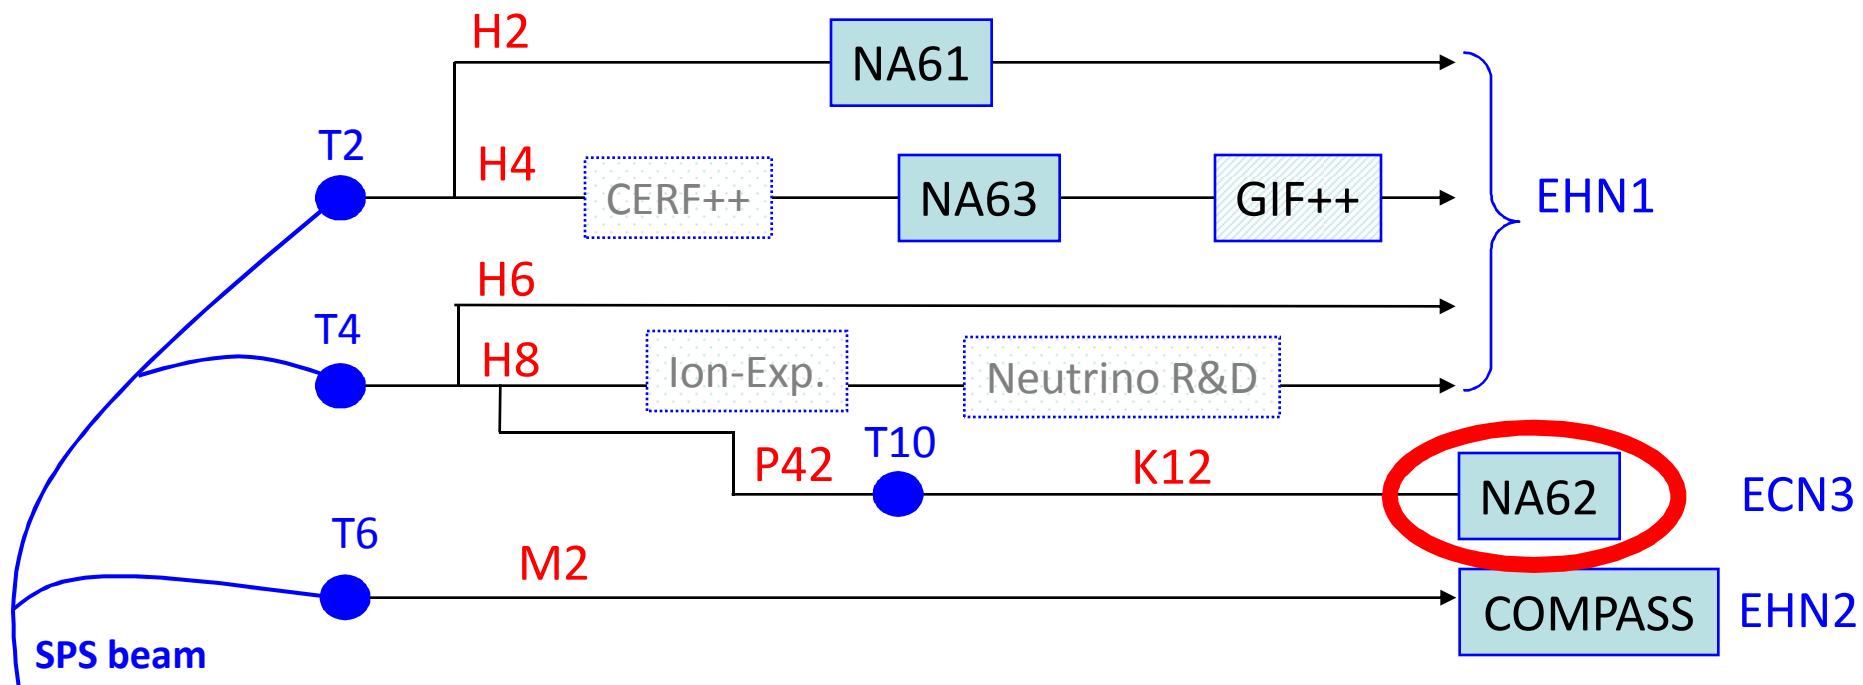 H2
NA61
T2
H4
CERF++
NA63
GIF++
EHN1
H6
T4
H8
Ion-Exp.
Neutrino R&D
T10
P42
K12
NA62
ECN3
T6
M2
COMPASS
EHN2
SPS beam